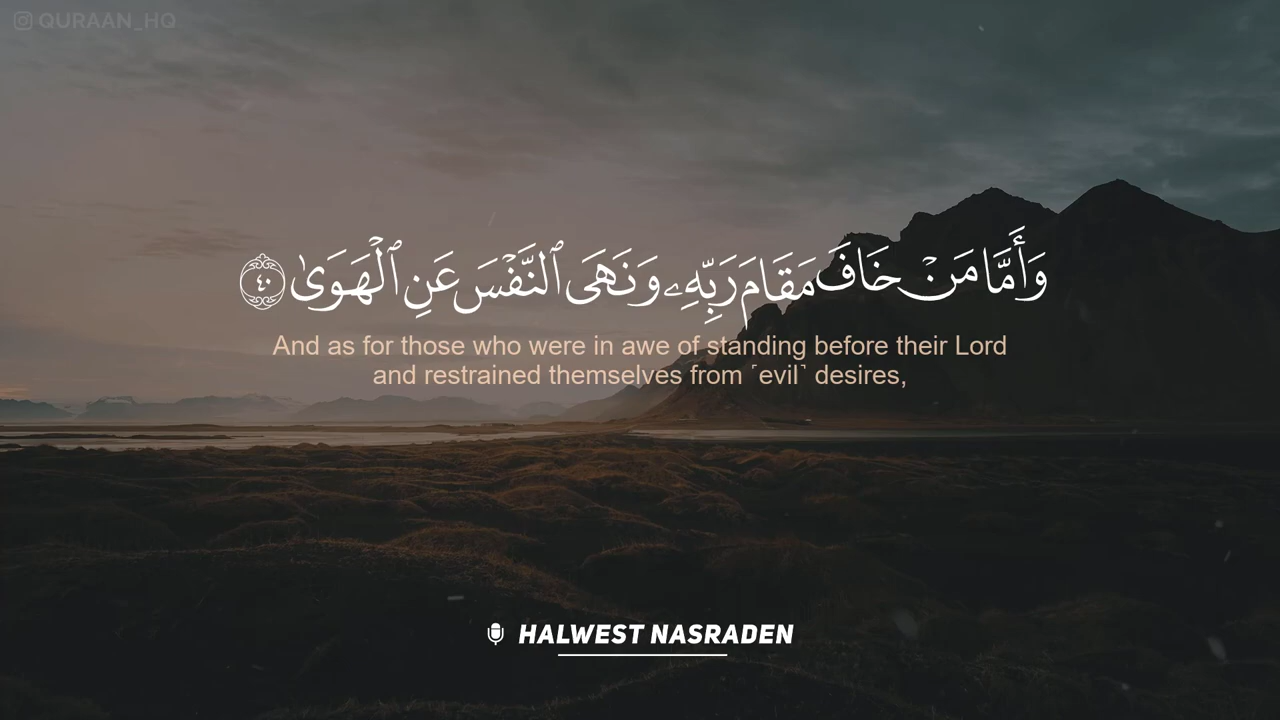 QURAAN_HQ
وَأَمَّا مَنْ خَافَ مَقَامَ رَبِّهِۦ وَنَهَى ٱلنَّفْسَ عَنِ ٱلْهَوَىٰ ٤٠
And as for those who were in awe of standing before their Lord
and restrained themselves from ˹evil˺ desires,
HALWEST NASRADEN